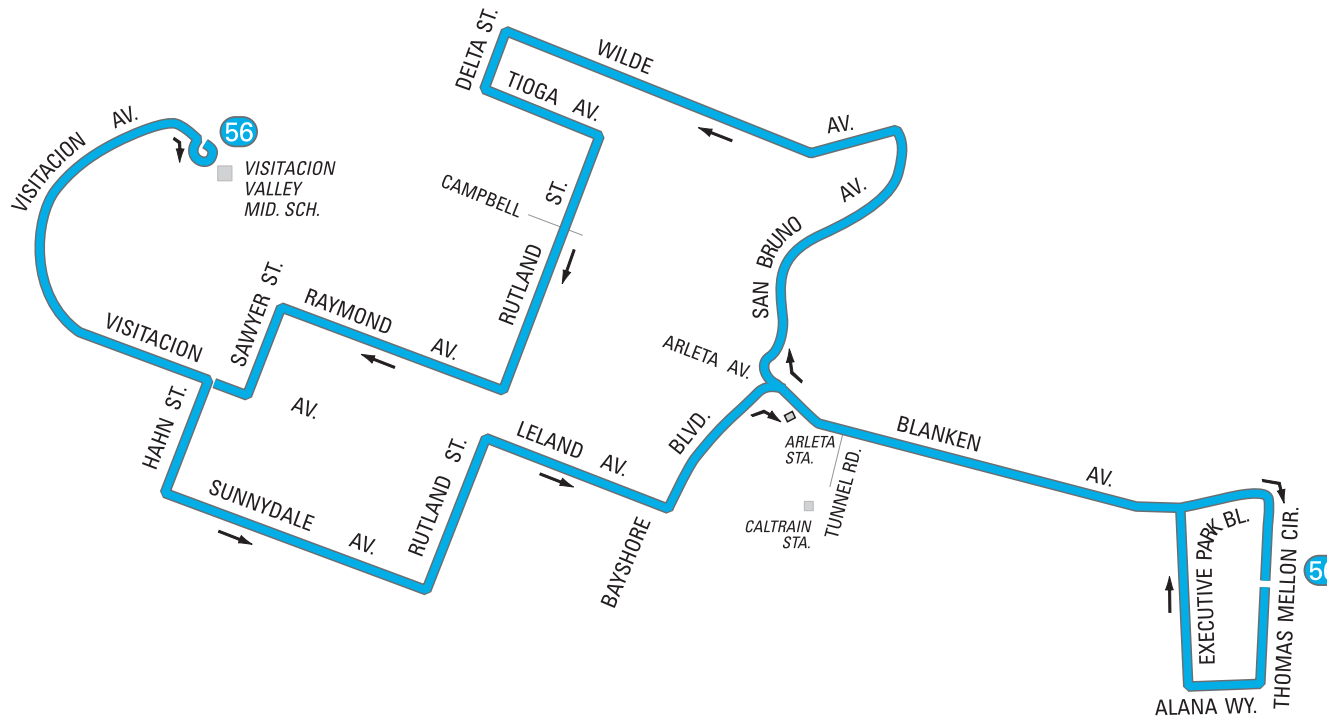 DELTA ST.
WILDE
AV.
TIOGA AV.
VISITACION AV.
56
VISITACION
VALLEY
MID. SCH.
CAMPBELL
RUTLAND ST.
SAN BRUNO AV.
SAWYER ST.
RAYMOND AV.
VISITACION
AV.
ARLETA AV.
HAHN ST.
SUNNYDALE AV.
RUTLAND ST.
LELAND AV.
BAYSHORE BLVD.
ARLETA
STA.
TUNNEL RD.
CALTRAIN
STA.
BLANKEN AV.
EXECUTIVE PARK BL.
THOMAS MELLON CIR.
ALANA WY.